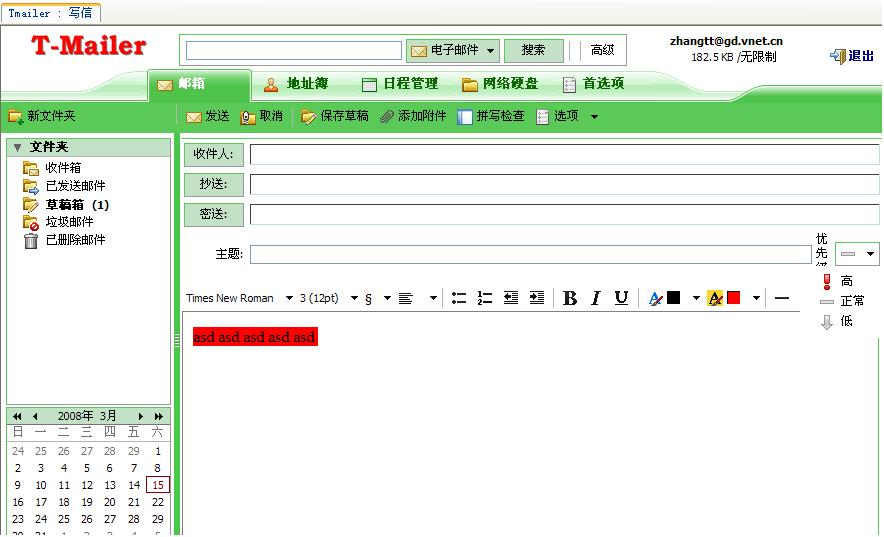 Tmailer : 写信
T-Mailer
电子邮件 搜索 高级
zhangtt@gd.vnet.cn
182.5 KB /无限制
退出
邮箱 地址簿 日程管理 网络硬盘 首选项
新文件夹 发送 取消 保存草稿 添加附件 拼写检查 选项
文件夹
收件箱
已发送邮件
草稿箱 (1)
垃圾邮件
已删除邮件
收件人:
抄送:
密送:
主题:
优
先
高
正常
低
Times New Roman 3 (12pt) § B I U A A
asd asd asd asd asd
2008年 3月
日 一 二 三 四 五 六
24 25 26 27 28 29 1
2 3 4 5 6 7 8
9 10 11 12 13 14 15
16 17 18 19 20 21 22
23 24 25 26 27 28 29